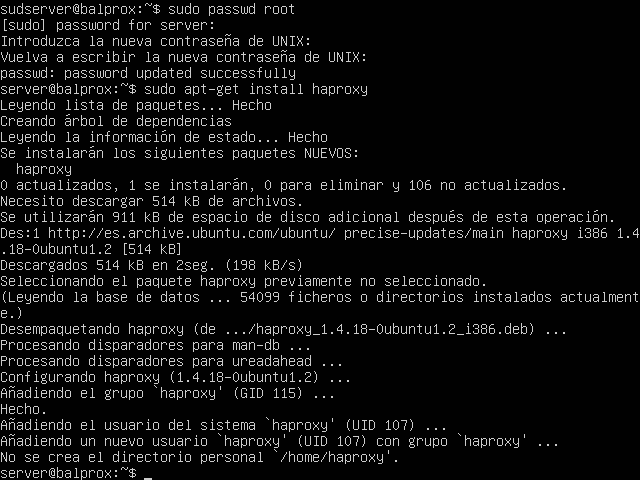 sudserver@balprox:~$ sudo passwd root
[sudo] password for server:
Introduzca la nueva contraseña de UNIX:
Vuelva a escribir la nueva contraseña de UNIX:
passwd: password updated successfully
server@balprox:~$ sudo apt-get install haproxy
Leyendo lista de paquetes... Hecho
Creando árbol de dependencias
Leyendo la información de estado... Hecho
Se instalarán los siguientes paquetes NUEVOS:
  haproxy
0 actualizados, 1 se instalarán, 0 para eliminar y 106 no actualizados.
Necesito descargar 514 kB de archivos.
Se utilizarán 911 kB de espacio de disco adicional después de esta operación.
Des:1 http://es.archive.ubuntu.com/ubuntu/ precise-updates/main haproxy i386 1.4
.18-0ubuntu1.2 [514 kB]
Descargados 514 kB en 2seg. (198 kB/s)
Seleccionando el paquete haproxy previamente no seleccionado.
(Leyendo la base de datos ... 54099 ficheros o directorios instalados actualment
e.)
Desempaquetando haproxy (de .../haproxy_1.4.18-0ubuntu1.2_i386.deb) ...
Procesando disparadores para man-db ...
Procesando disparadores para ureadahead ...
Configurando haproxy (1.4.18-0ubuntu1.2) ...
Añadiendo el grupo `haproxy' (GID 115) ...
Hecho.
Añadiendo el usuario del sistema `haproxy' (UID 107) ...
Añadiendo un nuevo usuario `haproxy' (UID 107) con grupo `haproxy' ...
No se crea el directorio personal `/home/haproxy'.
server@balprox:~$ _